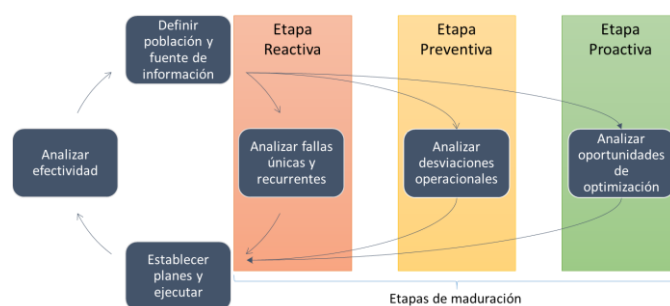 Definir
población y
fuente de
información
Etapa
Reactiva
Etapa
Preventiva
Etapa
Proactiva
Analizar
efectividad
Analizar fallas
únicas y
recurrentes
Analizar
desviaciones
operacionales
Analizar
oportunidades
de
optimización
Establecer
planes y
ejecutar
Etapas de maduración